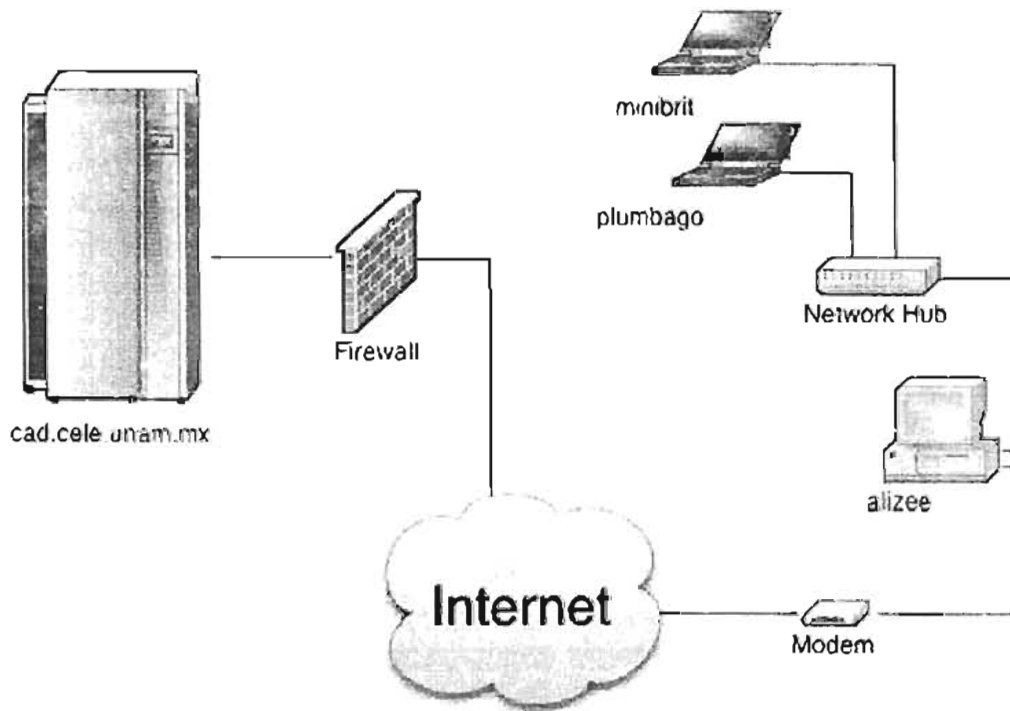 minibrit
plumbago
Network Hub
Firewall
cad.cele.unam.mx
alizee
Internet
Modem